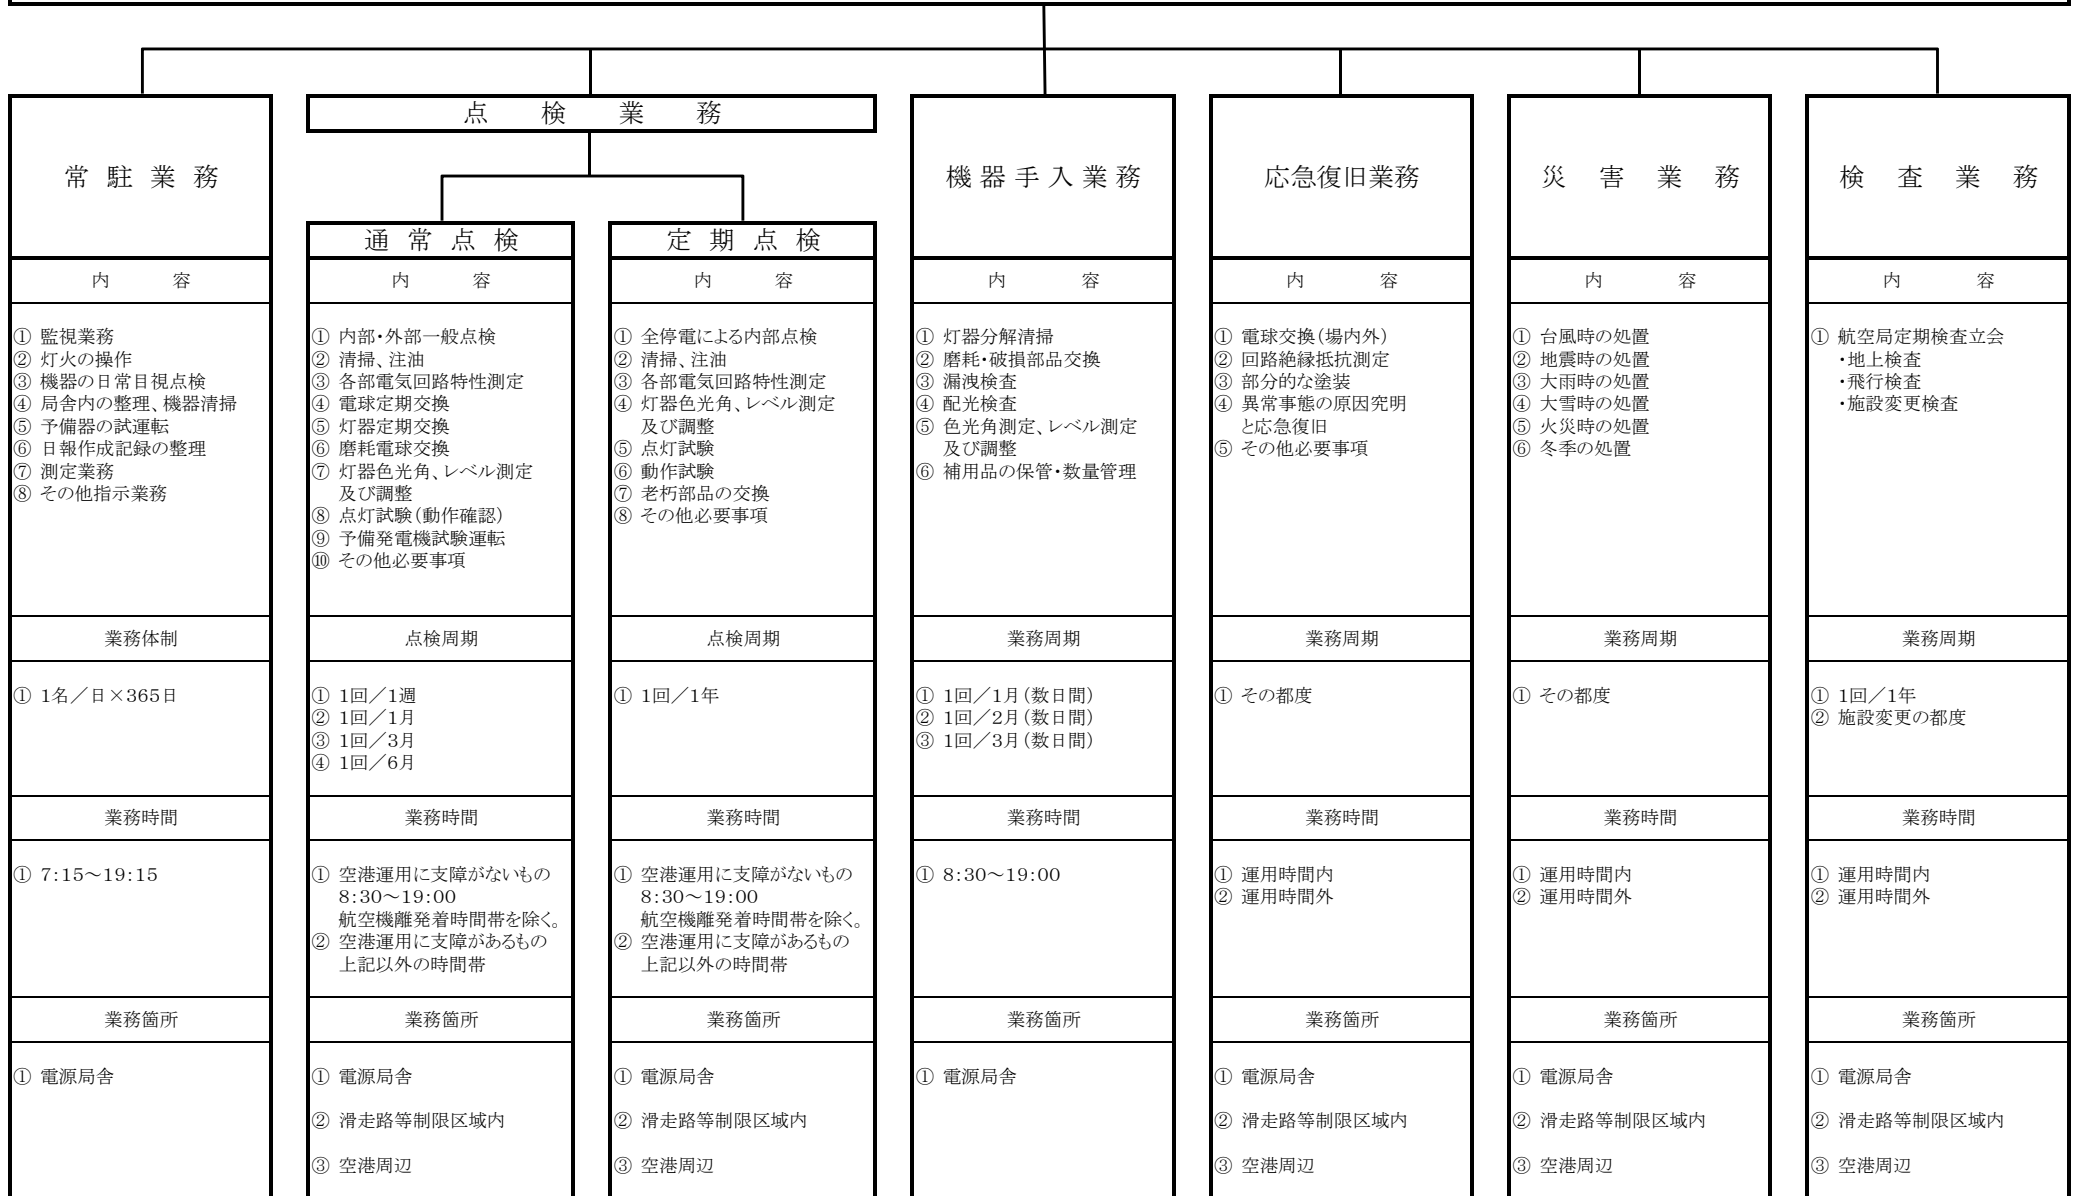 常駐業務
内容
① 監視業務
② 灯火の操作
③ 機器の日常目視点検
④ 局舎内の整理、機器清掃
⑤ 予備器の試運転
⑥ 日報作成記録の整理
⑦ 測定業務
⑧ その他指示業務
業務体制
① 1名／日×365日
業務時間
① 7:15～19:15
業務箇所
① 電源局舎
点検業務
通常点検
内容
① 内部・外部一般点検
② 清掃、注油
③ 各部電気回路特性測定
④ 電球定期交換
⑤ 灯器定期交換
⑥ 磨耗電球交換
⑦ 灯器色光角、レベル測定
及び調整
⑧ 点灯試験（動作確認）
⑨ 予備発電機試験運転
⑩ その他必要事項
点検周期
① 1回／1週
② 1回／1月
③ 1回／3月
④ 1回／6月
業務時間
① 空港運用に支障がないもの
8:30～19:00
航空機離発着時間帯を除く。
② 空港運用に支障があるもの
上記以外の時間帯
業務箇所
① 電源局舎
② 滑走路等制限区域内
③ 空港周辺
定期点検
内容
① 全停電による内部点検
② 清掃、注油
③ 各部電気回路特性測定
④ 灯器色光角、レベル測定
及び調整
⑤ 点灯試験
⑥ 動作試験
⑦ 老朽部品の交換
⑧ その他必要事項
点検周期
① 1回／1年
業務時間
① 空港運用に支障がないもの
8:30～19:00
航空機離発着時間帯を除く。
② 空港運用に支障があるもの
上記以外の時間帯
業務箇所
① 電源局舎
② 滑走路等制限区域内
③ 空港周辺
機器手入業務
内容
① 灯器分解清掃
② 磨耗・破損部品交換
③ 漏洩検査
④ 配光検査
⑤ 色光角測定、レベル測定
及び調整
⑥ 補用品の保管・数量管理
業務周期
① 1回／1月（数日間）
② 1回／2月（数日間）
③ 1回／3月（数日間）
業務時間
① 8:30～19:00
業務箇所
① 電源局舎
応急復旧業務
内容
① 電球交換（場内外）
② 回路絶縁抵抗測定
③ 部分的な塗装
④ 異常事態の原因究明
と応急復旧
⑤ その他必要事項
業務周期
① その都度
業務時間
① 運用時間内
② 運用時間外
業務箇所
① 電源局舎
② 滑走路等制限区域内
③ 空港周辺
災害業務
内容
① 台風時の処置
② 地震時の処置
③ 大雨時の処置
④ 大雪時の処置
⑤ 火災時の処置
⑥ 冬季の処置
業務周期
① その都度
業務時間
① 運用時間内
② 運用時間外
業務箇所
① 電源局舎
② 滑走路等制限区域内
③ 空港周辺
検査業務
内容
① 航空局定期検査立会
・地上検査
・飛行検査
・施設変更検査
業務周期
① 1回／1年
② 施設変更の都度
業務時間
① 運用時間内
② 運用時間外
業務箇所
① 電源局舎
② 滑走路等制限区域内
③ 空港周辺